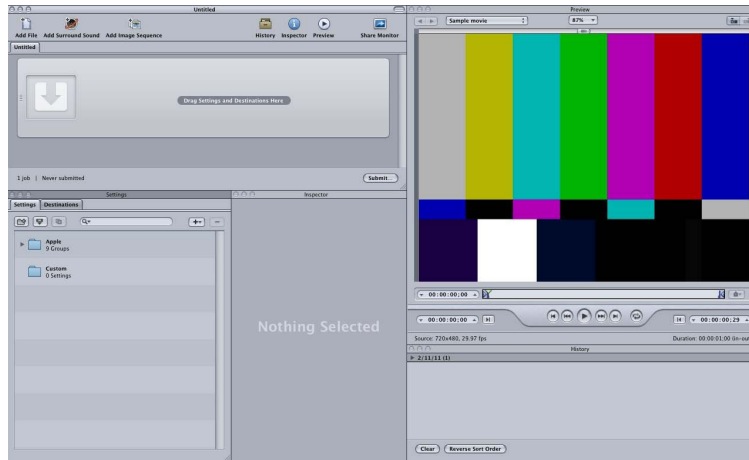 Untitled
Add File Add Surround Sound Add Image Sequence History Inspector Preview Share Monitor
Untitled
Drag Settings and Destinations Here
1 job | Never submitted Submit...
Settings
Settings Destinations
Apple
9 Groups
Custom
0 Settings
Inspector
Nothing Selected
Preview
Sample movie 87%
00:00:00;00
00:00:00;00 00:00:00;29
Source: 720x480, 29.97 fps Duration: 00:00:01;00 (in-out
History
2/11/11 (1)
Clear Reverse Sort Order